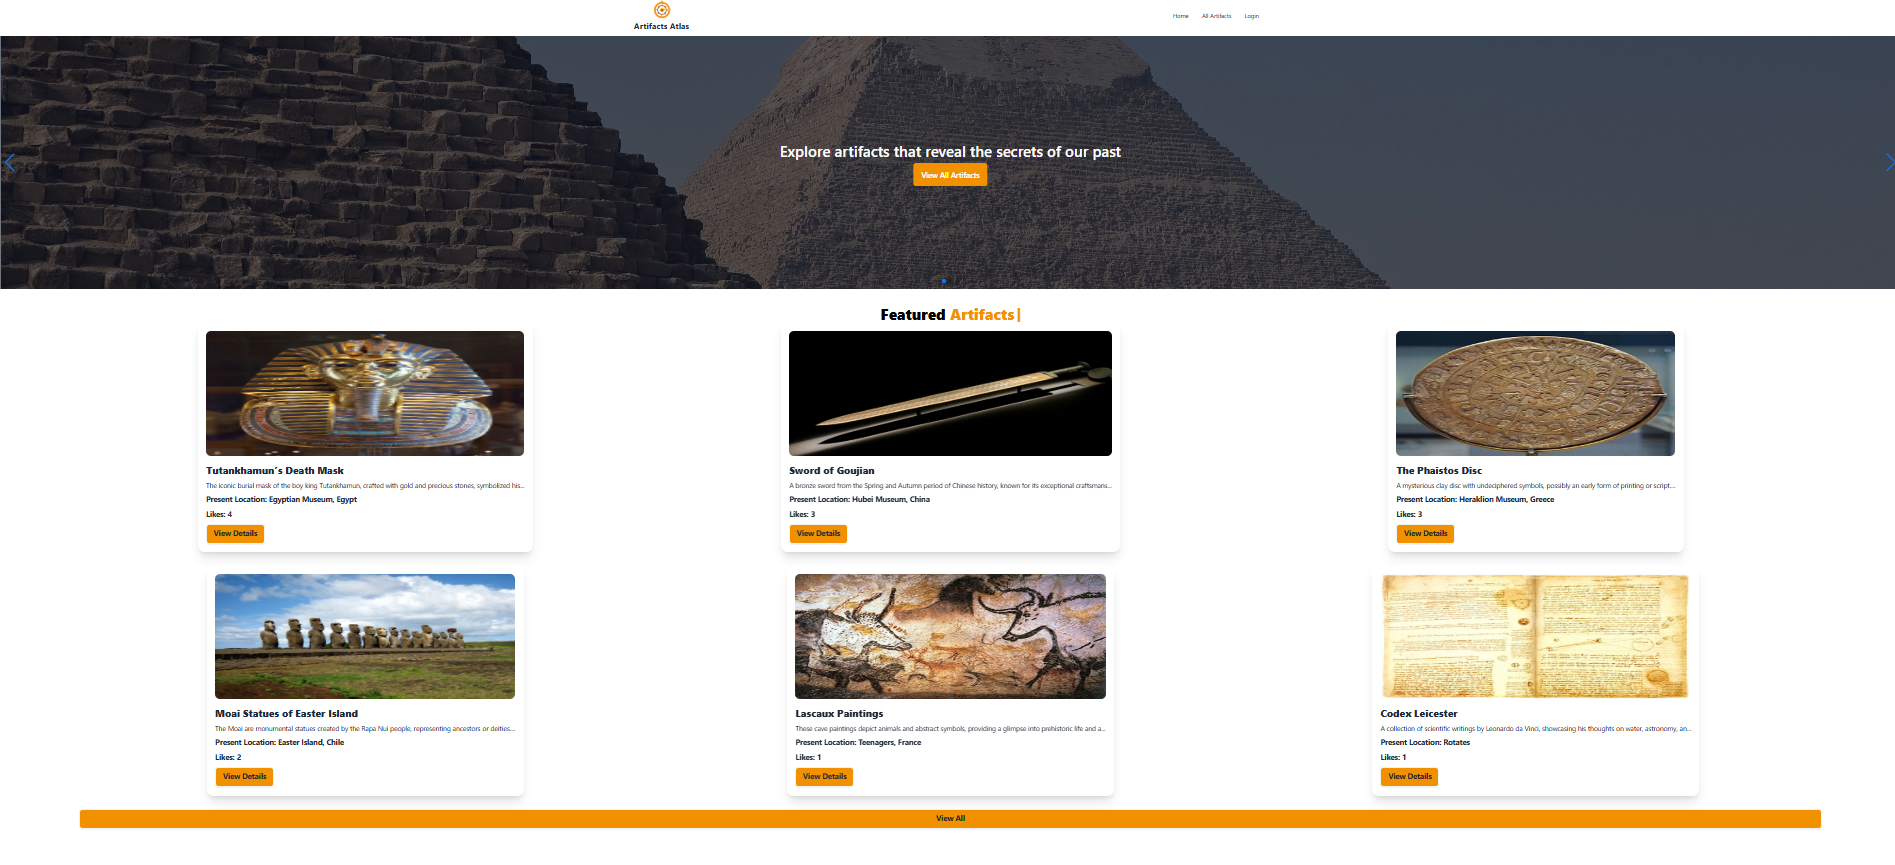 Artifacts Atlas
Home All Artifacts Login
Explore artifacts that reveal the secrets of our past
View All Artifacts
Featured Artifacts|
Tutankhamun's Death Mask
The iconic burial mask of the boy king Tutankhamun, crafted with gold and precious stones, symbolized his...
Present Location: Egyptian Museum, Egypt
Likes: 4
View Details
Sword of Goujian
A bronze sword from the Spring and Autumn period of Chinese history, known for its exceptional craftsmans...
Present Location: Hubei Museum, China
Likes: 3
View Details
The Phaistos Disc
A mysterious clay disc with undeciphered symbols, possibly an early form of printing or script...
Present Location: Heraklion Museum, Greece
Likes: 3
View Details
Moai Statues of Easter Island
The Moai are monumental statues created by the Rapa Nui people, representing ancestors or deities...
Present Location: Easter Island, Chile
Likes: 2
View Details
Lascaux Paintings
These cave paintings depict animals and abstract symbols, providing a glimpse into prehistoric life and a...
Present Location: Teenagers, France
Likes: 1
View Details
Codex Leicester
A collection of scientific writings by Leonardo da Vinci, showcasing his thoughts on water, astronomy, an...
Present Location: Rotates
Likes: 1
View Details
View All